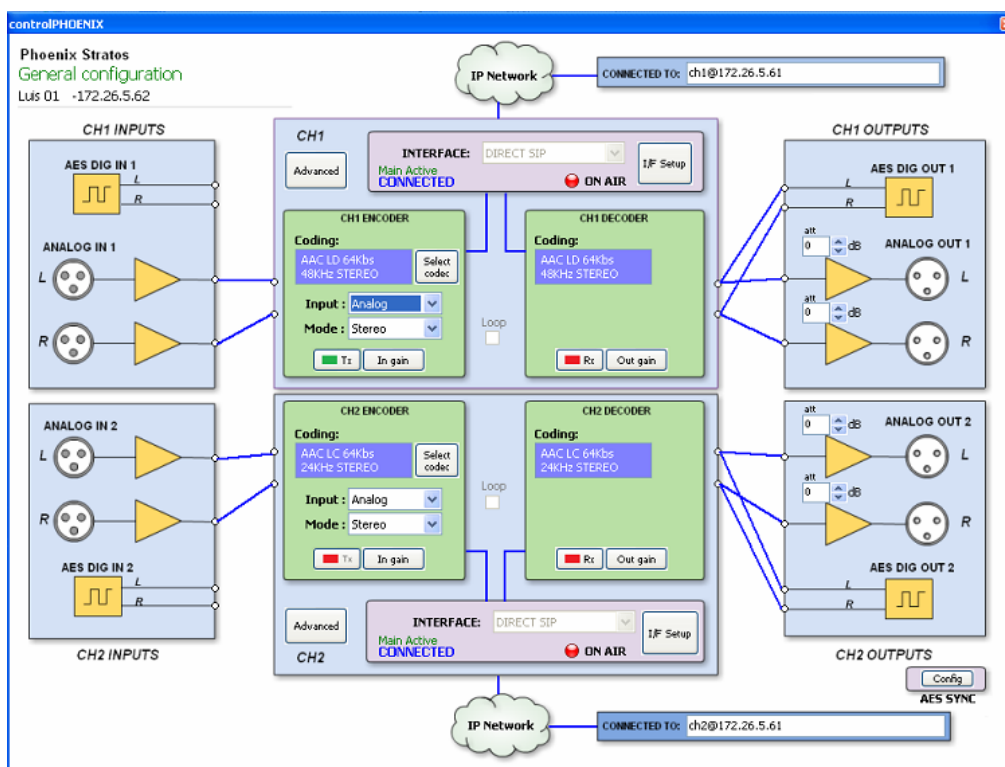 controlPHOENIX
Phoenix Stratos
General configuration
Luis 01 -172.26.5.62
IP Network
CONNECTED TO: ch1@172.26.5.61
CH1 INPUTS
AES DIG IN 1
L
R
ANALOG IN 1
L
R
CH1
Advanced
INTERFACE: DIRECT SIP
Main Active
CONNECTED
ON AIR
I/F Setup
CH1 ENCODER
Coding:
AAC LD 64Kbs
48KHz STEREO
Select codec
Input : Analog
Mode : Stereo
Tx
In gain
Loop
CH1 DECODER
Coding:
AAC LD 64Kbs
48KHz STEREO
Rx
Out gain
CH1 OUTPUTS
AES DIG OUT 1
L
R
att
0 dB
ANALOG OUT 1
L
att
0 dB
R
ANALOG IN 2
L
R
AES DIG IN 2
L
R
CH2 INPUTS
CH2 ENCODER
Coding:
AAC LC 64Kbs
24KHz STEREO
Select codec
Input : Analog
Mode : Stereo
Tx
In gain
Loop
CH2 DECODER
Coding:
AAC LC 64Kbs
24KHz STEREO
Rx
Out gain
Advanced
CH2
INTERFACE: DIRECT SIP
Main Active
CONNECTED
ON AIR
I/F Setup
att
0 dB
ANALOG OUT 2
L
att
0 dB
R
AES DIG OUT 2
L
R
CH2 OUTPUTS
Config
AES SYNC
IP Network
CONNECTED TO: ch2@172.26.5.61